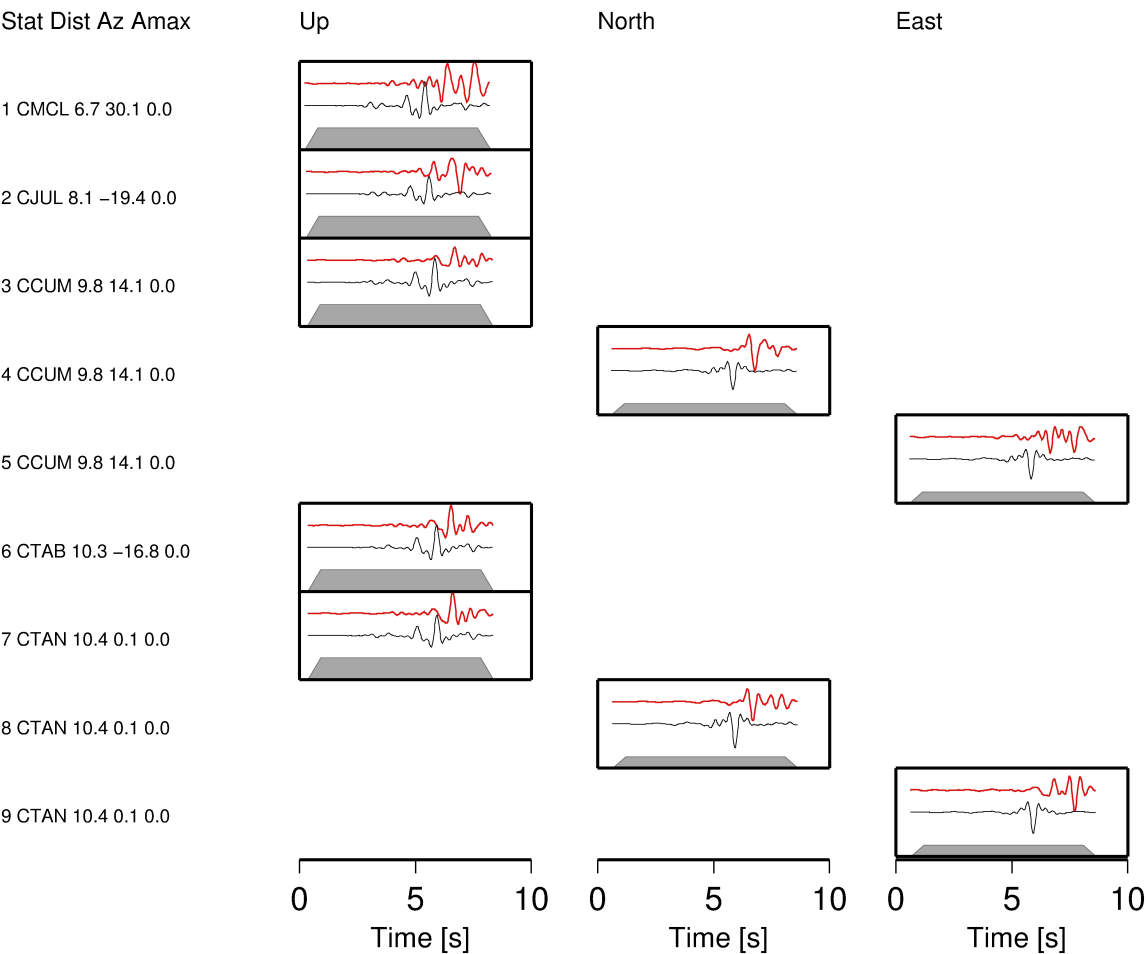 Stat Dist Az Amax Up North East
1 CMCL 6.7 30.1 0.0
2 CJUL 8.1 −19.4 0.0
3 CCUM 9.8 14.1 0.0
4 CCUM 9.8 14.1 0.0
5 CCUM 9.8 14.1 0.0
6 CTAB 10.3 −16.8 0.0
7 CTAN 10.4 0.1 0.0
8 CTAN 10.4 0.1 0.0
9 CTAN 10.4 0.1 0.0
0 5 10 0 5 10 0 5 10
Time [s] Time [s] Time [s]